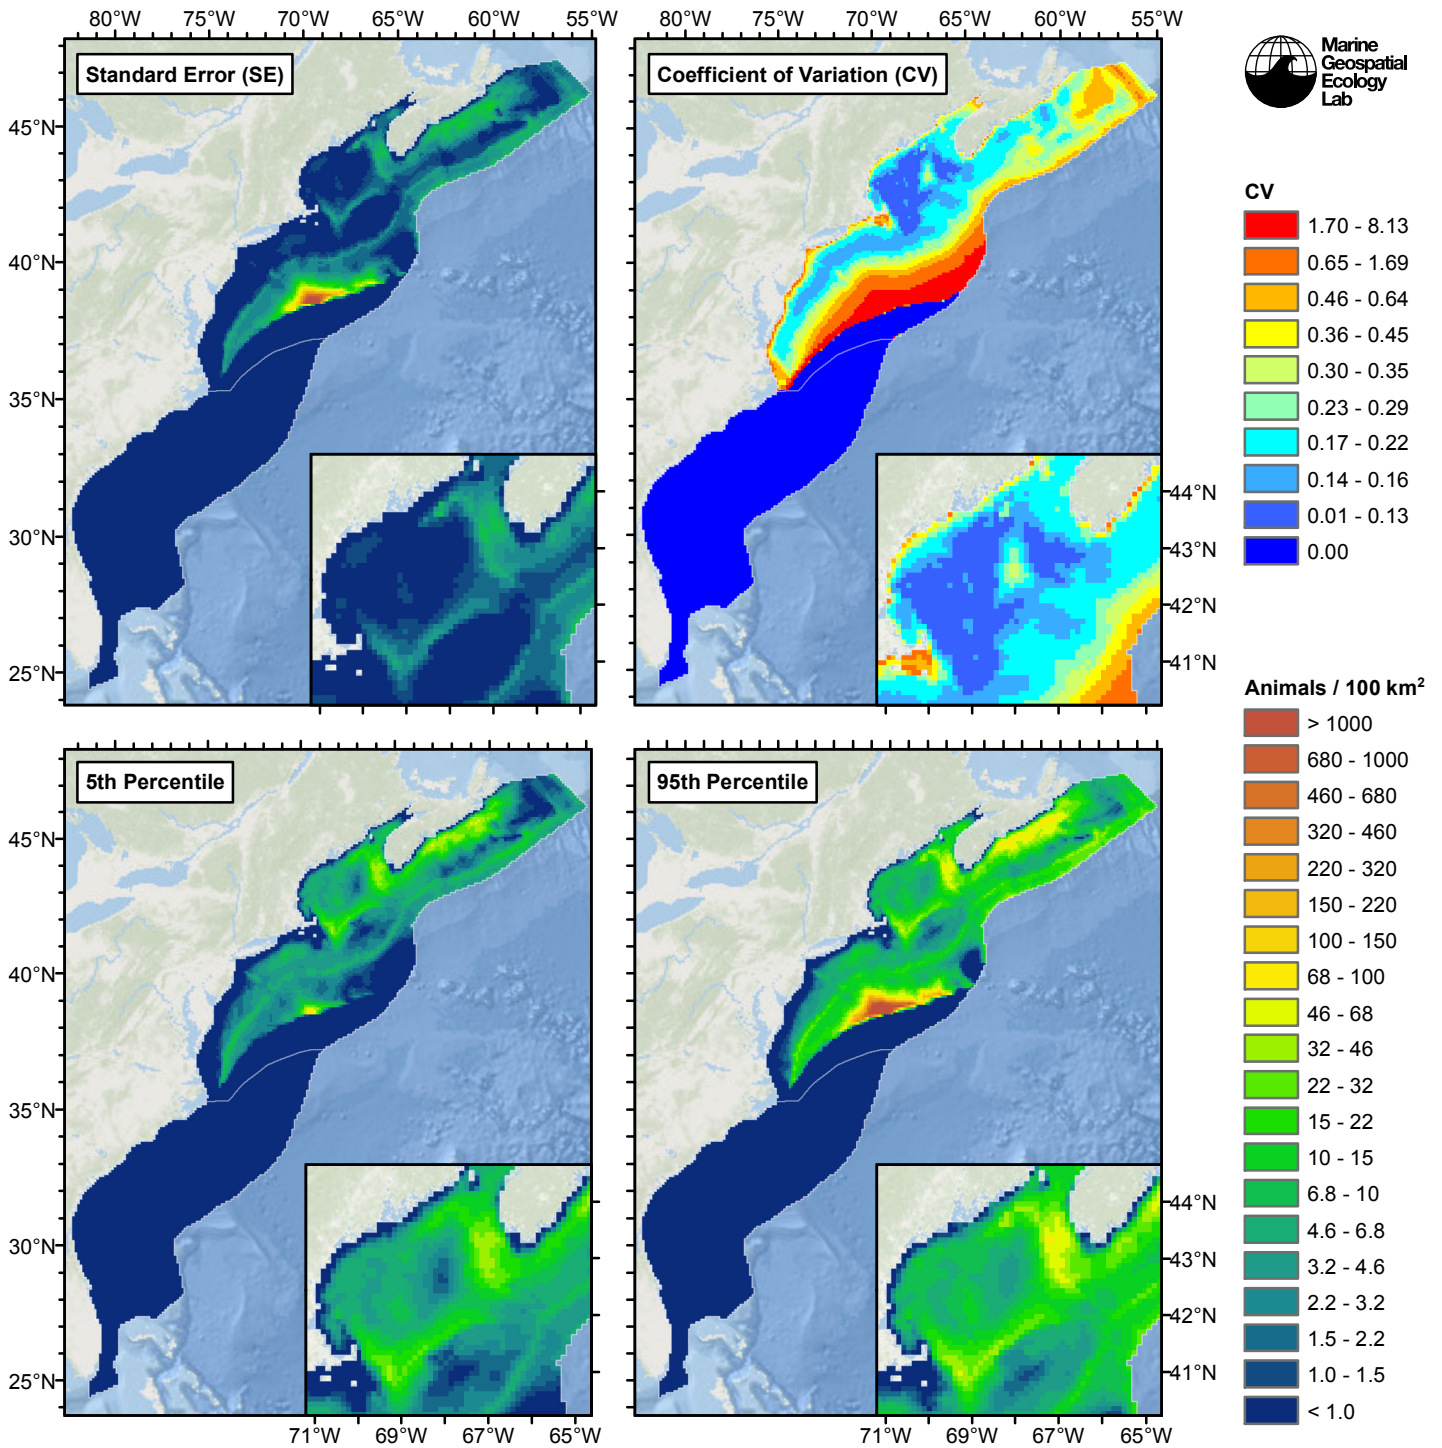 80°W 75°W 70°W 65°W 60°W 55°W
80°W 75°W 70°W 65°W 60°W 55°W
Standard Error (SE)
Coefficient of Variation (CV)
Marine
Geospatial
Ecology
Lab
45°N
40°N
35°N
30°N
25°N
44°N
43°N
42°N
41°N
CV
1.70 - 8.13
0.65 - 1.69
0.46 - 0.64
0.36 - 0.45
0.30 - 0.35
0.23 - 0.29
0.17 - 0.22
0.14 - 0.16
0.01 - 0.13
0.00
5th Percentile
95th Percentile
45°N
40°N
35°N
30°N
25°N
44°N
43°N
42°N
41°N
71°W 69°W 67°W 65°W
71°W 69°W 67°W 65°W
Animals / 100 km²
> 1000
680 - 1000
460 - 680
320 - 460
220 - 320
150 - 220
100 - 150
68 - 100
46 - 68
32 - 46
22 - 32
15 - 22
10 - 15
6.8 - 10
4.6 - 6.8
3.2 - 4.6
2.2 - 3.2
1.5 - 2.2
1.0 - 1.5
< 1.0